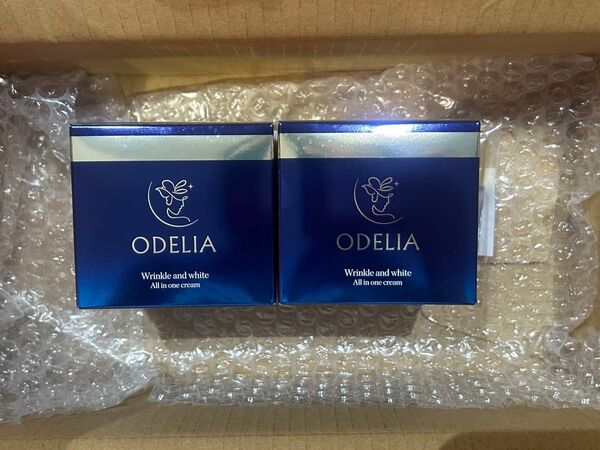 ODELIA
Wrinkle and white
All in one cream
ODELIA
Wrinkle and white
All in one cream